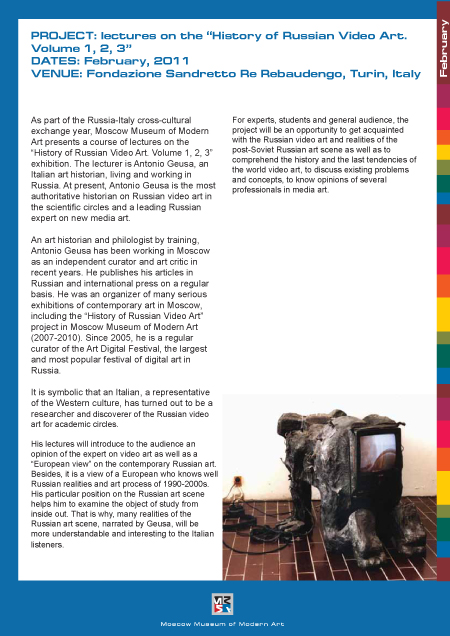 PROJECT: lectures on the “History of Russian Video Art.
Volume 1, 2, 3”
DATES: February, 2011
VENUE: Fondazione Sandretto Re Rebaudengo, Turin, Italy
February
As part of the Russia-Italy cross-cultural
exchange year, Moscow Museum of Modern
Art presents a course of lectures on the
“History of Russian Video Art. Volume 1, 2, 3”
exhibition. The lecturer is Antonio Geusa, an
Italian art historian, living and working in
Russia. At present, Antonio Geusa is the most
authoritative historian on Russian video art in
the scientific circles and a leading Russian
expert on new media art.
An art historian and philologist by training,
Antonio Geusa has been working in Moscow
as an independent curator and art critic in
recent years. He publishes his articles in
Russian and international press on a regular
basis. He was an organizer of many serious
exhibitions of contemporary art in Moscow,
including the “History of Russian Video Art”
project in Moscow Museum of Modern Art
(2007-2010). Since 2005, he is a regular
curator of the Art Digital Festival, the largest
and most popular festival of digital art in
Russia.
It is symbolic that an Italian, a representative
of the Western culture, has turned out to be a
researcher and discoverer of the Russian video
art for academic circles.
His lectures will introduce to the audience an
opinion of the expert on video art as well as a
“European view” on the contemporary Russian art.
Besides, it is a view of a European who knows well
Russian realities and art process of 1990-2000s.
His particular position on the Russian art scene
helps him to examine the object of study from
inside out. That is why, many realities of the
Russian art scene, narrated by Geusa, will be
more understandable and interesting to the Italian
listeners.
For experts, students and general audience, the
project will be an opportunity to get acquainted
with the Russian video art and realities of the
post-Soviet Russian art scene as well as to
comprehend the history and the last tendencies of
the world video art, to discuss existing problems
and concepts, to know opinions of several
professionals in media art.
Moscow Museum of Modern Art